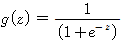 g(z) = 1 / (1 + e^{-z})